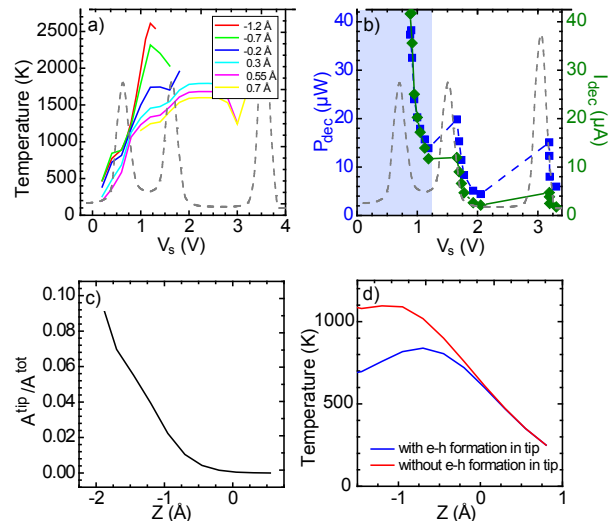 a)
-1.2 Å
-0.7 Å
-0.2 Å
0.3 Å
0.55 Å
0.7 Å
Temperature (K)
2500
2000
1500
1000
500
0
0 1 2 3 4
V_s (V)
b)
P_dec (μW)
40
30
20
10
0
I_dec (μA)
40
30
20
10
0
0 1 2 3
V_s (V)
c)
A^tip/A^tot
0.10
0.08
0.06
0.04
0.02
0.00
-2 -1 0
Z (Å)
d)
Temperature (K)
1000
500
0
with e-h formation in tip
without e-h formation in tip
-1 0 1
Z (Å)